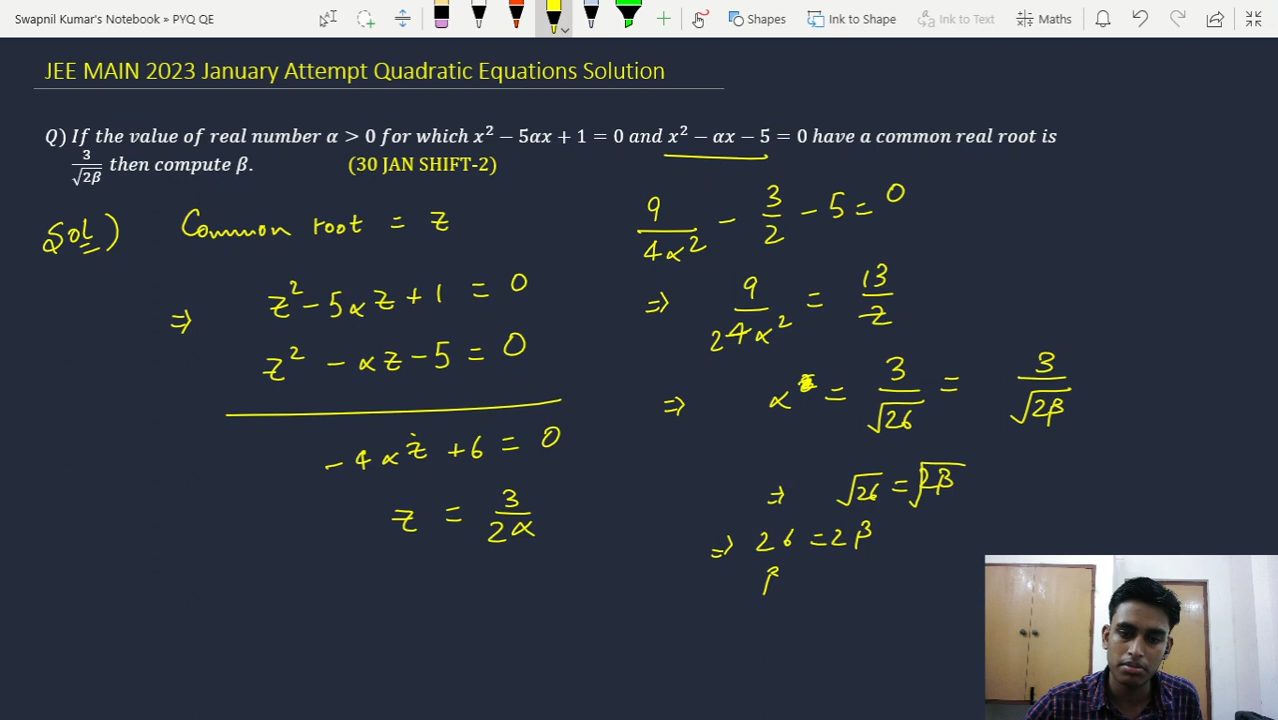 Swapnil Kumar's Notebook » PYQ QE
Shapes
Ink to Shape
Ink to Text
Maths
JEE MAIN 2023 January Attempt Quadratic Equations Solution
Q) If the value of real number α > 0 for which x² − 5αx + 1 = 0 and x² − αx − 5 = 0 have a common real root is
3/√2β then compute β. (30 JAN SHIFT-2)
Sol) Common root = z
⇒ z² − 5αz + 1 = 0
z² − αz − 5 = 0
−4αz + 6 = 0
z = 3/2α
9/4α² − 3/2 − 5 = 0
⇒ 9/24α² = 13/2
⇒ α = 3/√26 = 3/√2β
⇒ √26 = √2β
⇒ 26 = 2β
β